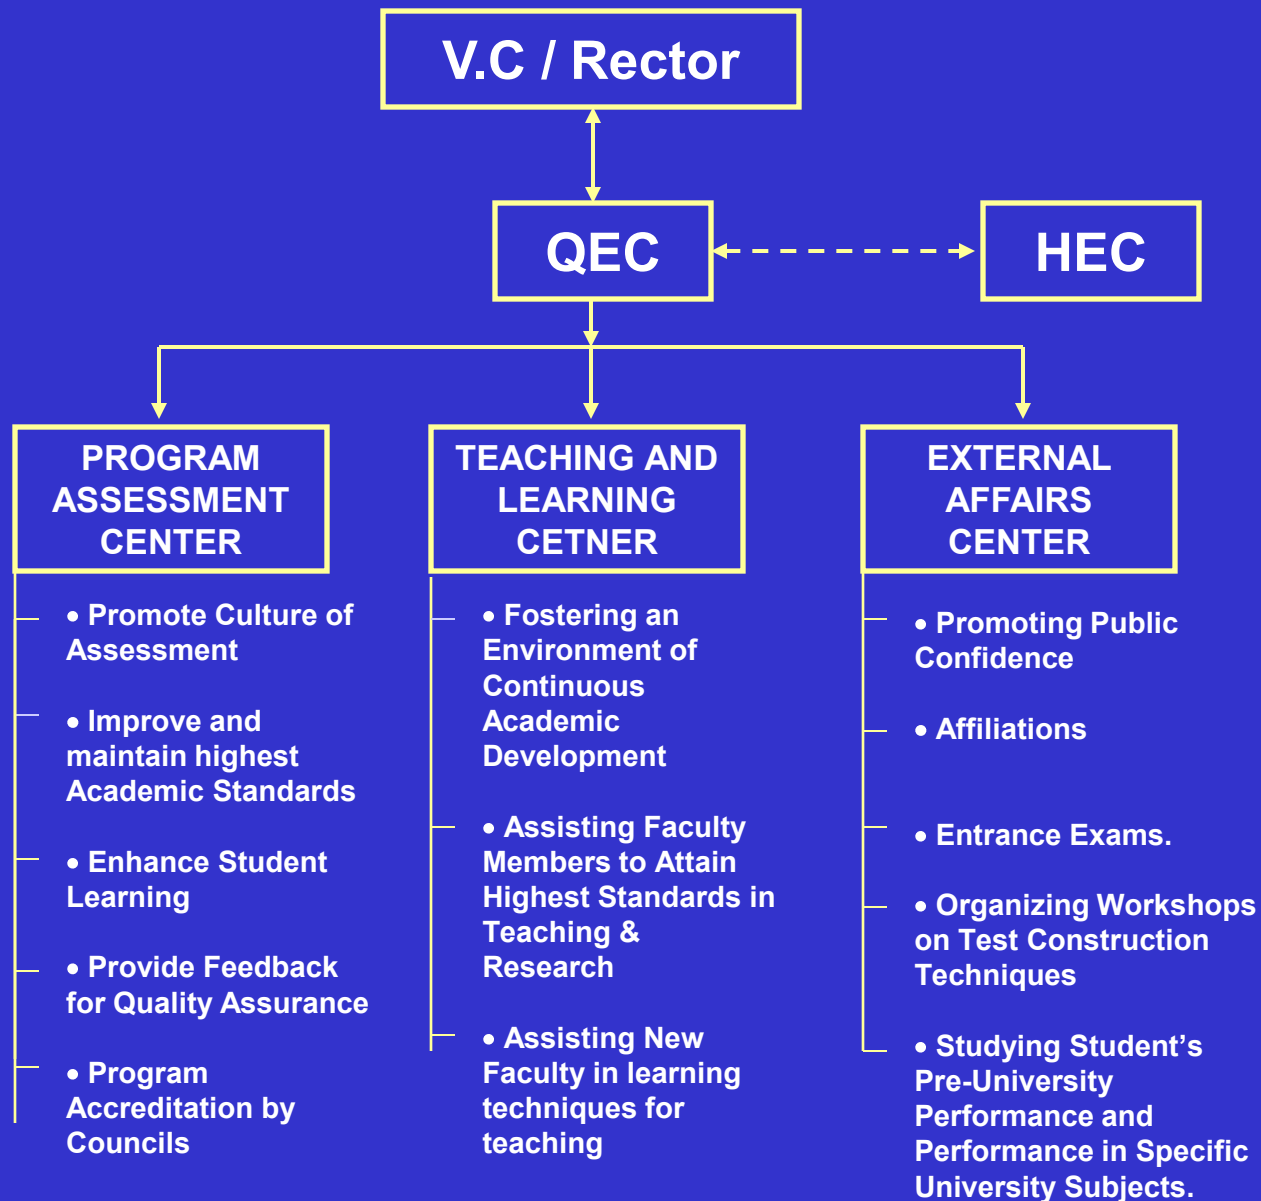 V.C / Rector
QEC
HEC
PROGRAM
ASSESSMENT
CENTER
• Promote Culture of
Assessment
• Improve and
maintain highest
Academic Standards
• Enhance Student
Learning
• Provide Feedback
for Quality Assurance
• Program
Accreditation by
Councils
TEACHING AND
LEARNING
CETNER
• Fostering an
Environment of
Continuous
Academic
Development
• Assisting Faculty
Members to Attain
Highest Standards in
Teaching &
Research
• Assisting New
Faculty in learning
techniques for
teaching
EXTERNAL
AFFAIRS
CENTER
• Promoting Public
Confidence
• Affiliations
• Entrance Exams.
• Organizing Workshops
on Test Construction
Techniques
• Studying Student’s
Pre-University
Performance and
Performance in Specific
University Subjects.